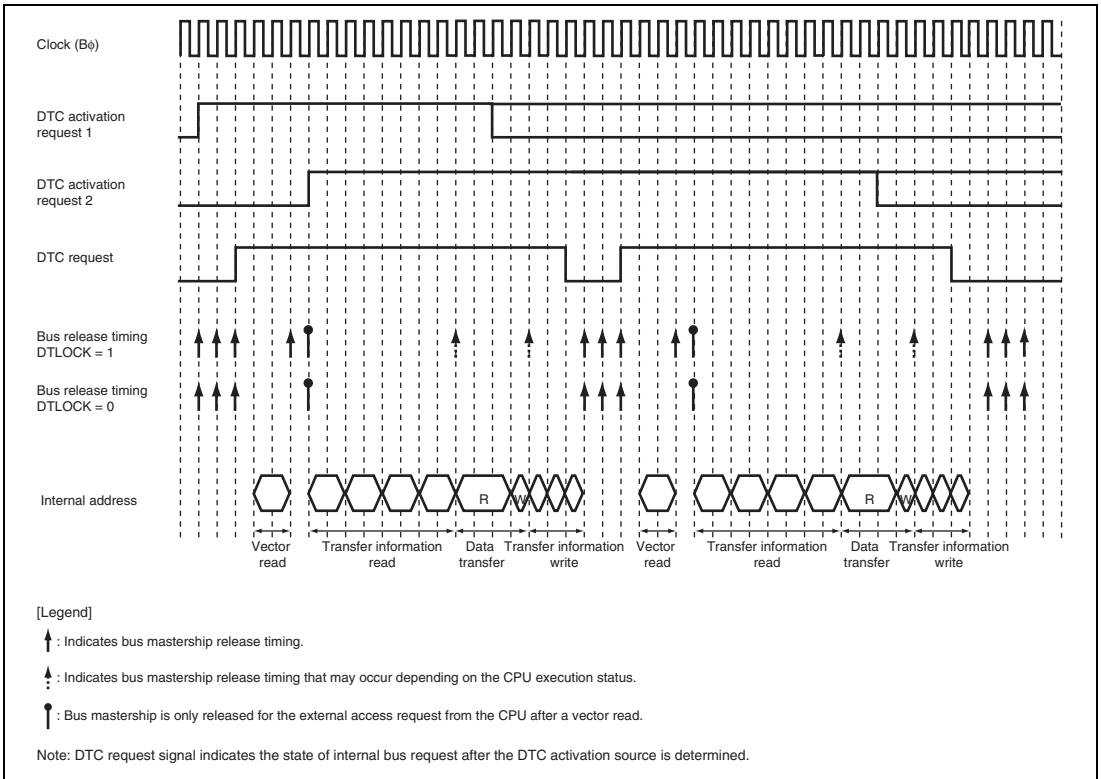 Clock (Bϕ)
DTC activation
request 1
DTC activation
request 2
DTC request
Bus release timing
DTLOCK = 1
Bus release timing
DTLOCK = 0
Internal address
R
W
R
W
Vector
read
Transfer information
read
Data
transfer
Transfer information
write
Vector
read
Transfer information
read
Data
transfer
Transfer information
write
[Legend]
: Indicates bus mastership release timing.
: Indicates bus mastership release timing that may occur depending on the CPU execution status.
: Bus mastership is only released for the external access request from the CPU after a vector read.
Note: DTC request signal indicates the state of internal bus request after the DTC activation source is determined.